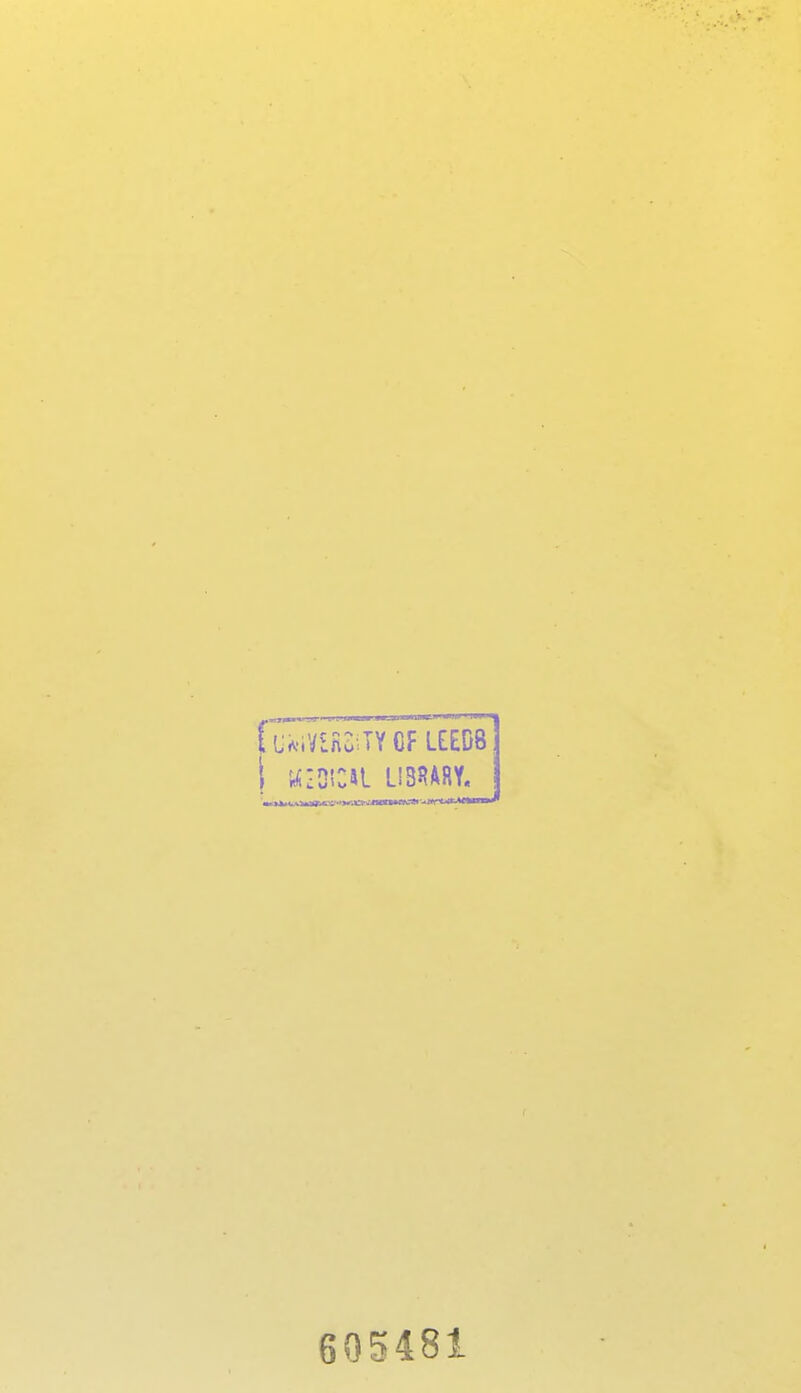 UNIVERSITY OF LEEDS
MEDICAL LIBRARY.
605481